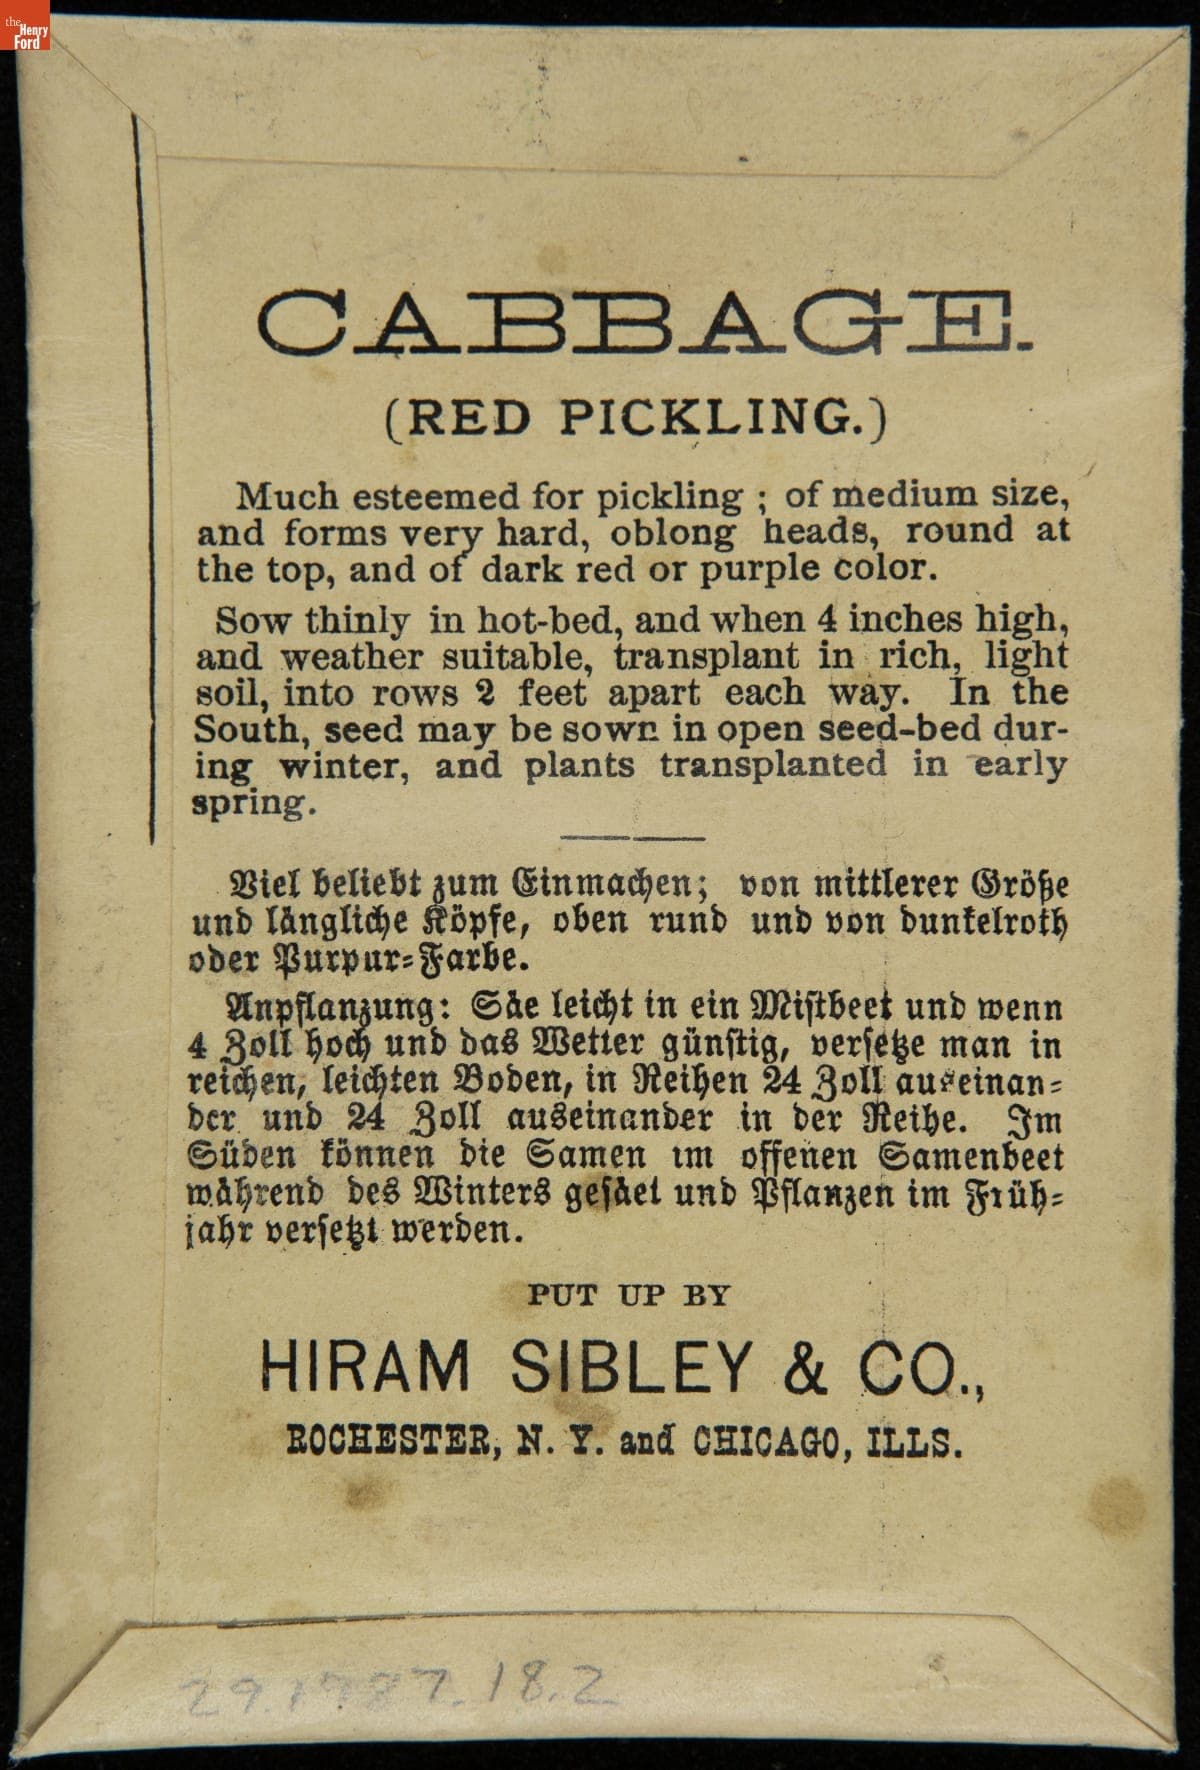 the
Henry
Ford
CABBAGE.
(RED PICKLING.)
Much esteemed for pickling ; of medium size,
and forms very hard, oblong heads, round at
the top, and of dark red or purple color.
Sow thinly in hot-bed, and when 4 inches high,
and weather suitable, transplant in rich, light
soil, into rows 2 feet apart each way. In the
South, seed may be sown in open seed-bed dur-
ing winter, and plants transplanted in early
spring.
Viel beliebt zum Einmachen; von mittlerer Größe
und längliche Köpfe, oben rund und von dunkelroth
oder Purpur-Farbe.
Anpflanzung: Säe leicht in ein Mistbeet und wenn
4 Zoll hoch und das Wetter günstig, versetze man in
reichen, leichten Boden, in Reihen 24 Zoll auseinan-
der und 24 Zoll auseinander in der Reihe. Im
Süden können die Samen im offenen Samenbeet
während des Winters gesäet und Pflanzen im Früh-
jahr versetzt werden.
PUT UP BY
HIRAM SIBLEY & CO.,
ROCHESTER, N. Y. and CHICAGO, ILLS.
29.1987.18.2